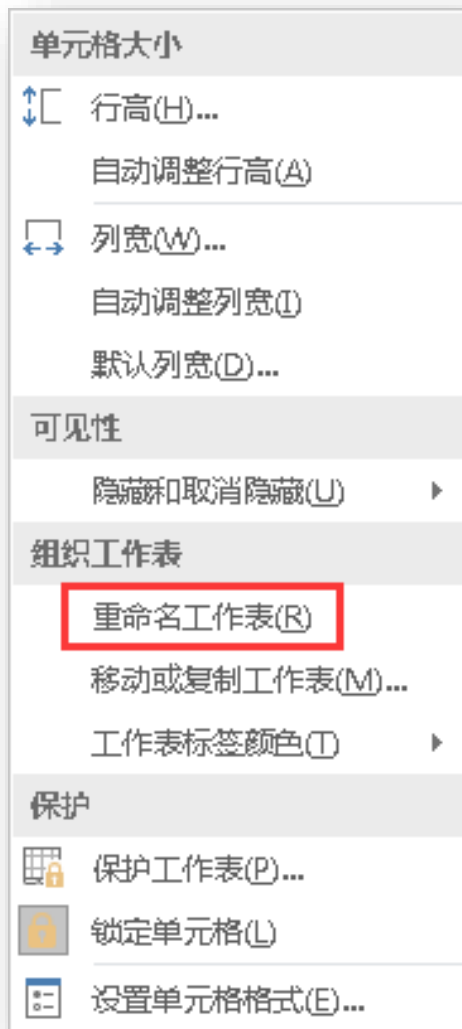 单元格大小
行高(H)...
自动调整行高(A)
列宽(W)...
自动调整列宽(I)
默认列宽(D)...
可见性
隐藏和取消隐藏(U)
组织工作表
重命名工作表(R)
移动或复制工作表(M)...
工作表标签颜色(T)
保护
保护工作表(P)...
锁定单元格(L)
设置单元格格式(E)...